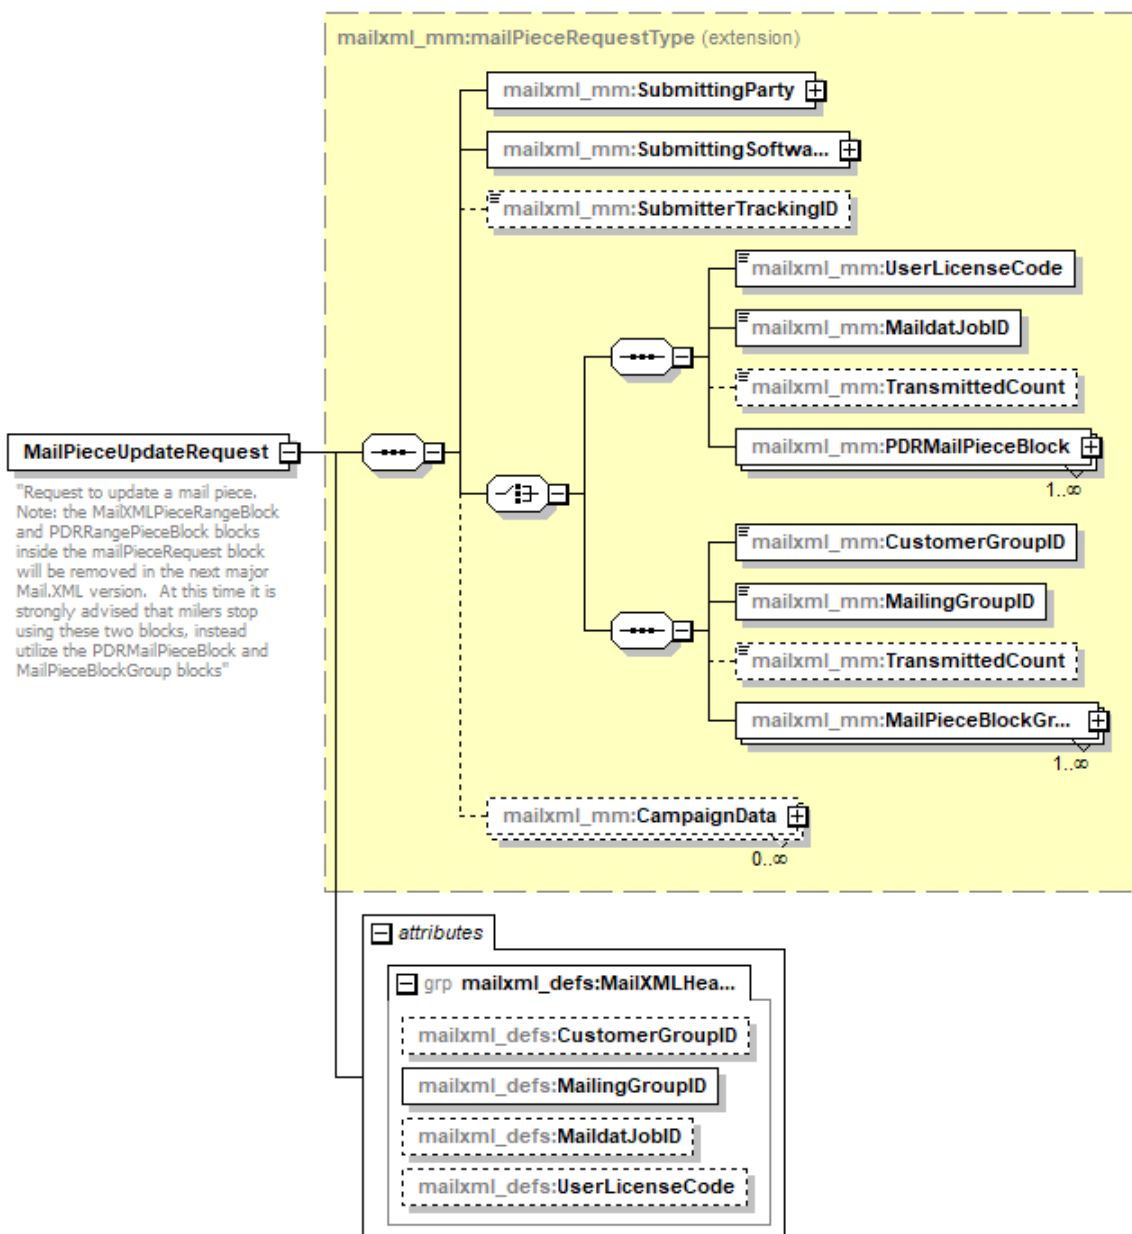 mailxml_mm:mailPieceRequestType (extension)
mailxml_mm:SubmittingParty
mailxml_mm:SubmittingSoftwa...
mailxml_mm:SubmitterTrackingID
mailxml_mm:UserLicenseCode
mailxml_mm:MaildatJobID
mailxml_mm:TransmittedCount
mailxml_mm:PDRMailPieceBlock
1..∞
MailPieceUpdateRequest
"Request to update a mail piece.
Note: the MailXMLPieceRangeBlock
and PDRRangePieceBlock blocks
inside the mailPieceRequest block
will be removed in the next major
Mail.XML version.  At this time it is
strongly advised that milers stop
using these two blocks, instead
utilize the PDRMailPieceBlock and
MailPieceBlockGroup blocks"
mailxml_mm:CustomerGroupID
mailxml_mm:MailingGroupID
mailxml_mm:TransmittedCount
mailxml_mm:MailPieceBlockGr...
1..∞
mailxml_mm:CampaignData
0..∞
attributes
grp mailxml_defs:MailXMLHea...
mailxml_defs:CustomerGroupID
mailxml_defs:MailingGroupID
mailxml_defs:MaildatJobID
mailxml_defs:UserLicenseCode